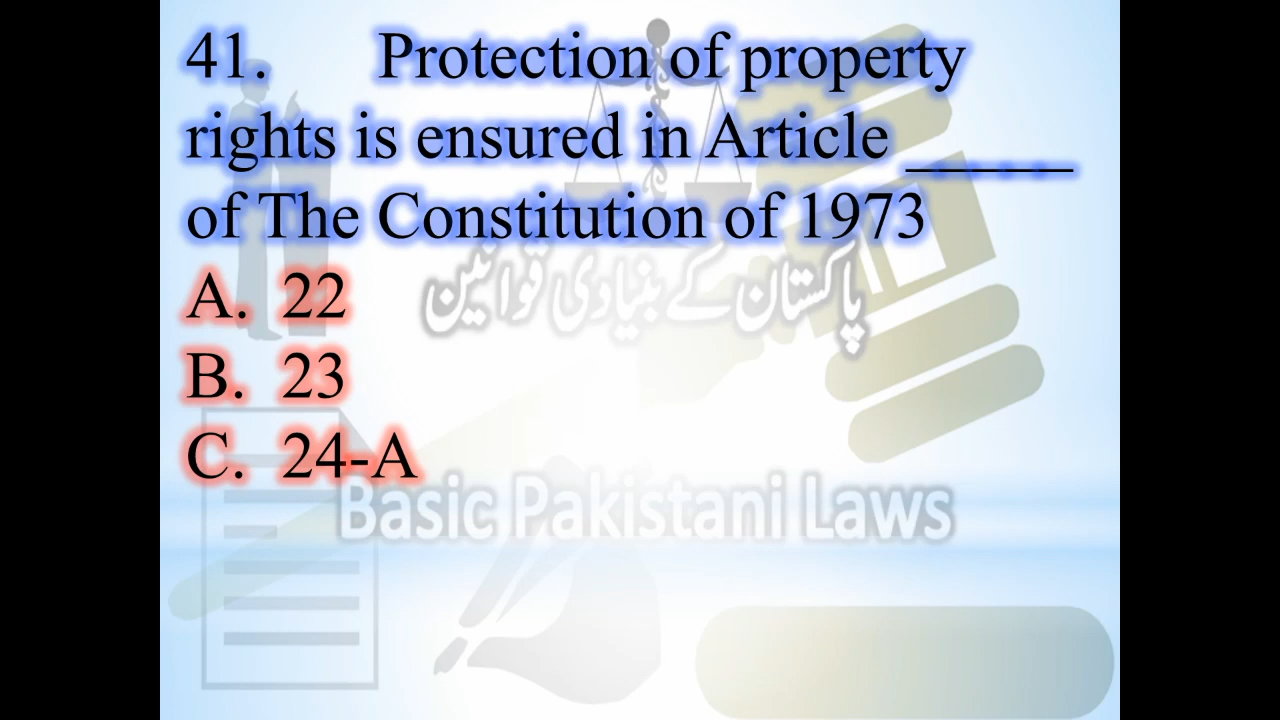 41. Protection of property
rights is ensured in Article _____
of The Constitution of 1973
A. 22
پاکستان کے بنیادی قوانین
B. 23
C. 24-A
Basic Pakistani Laws